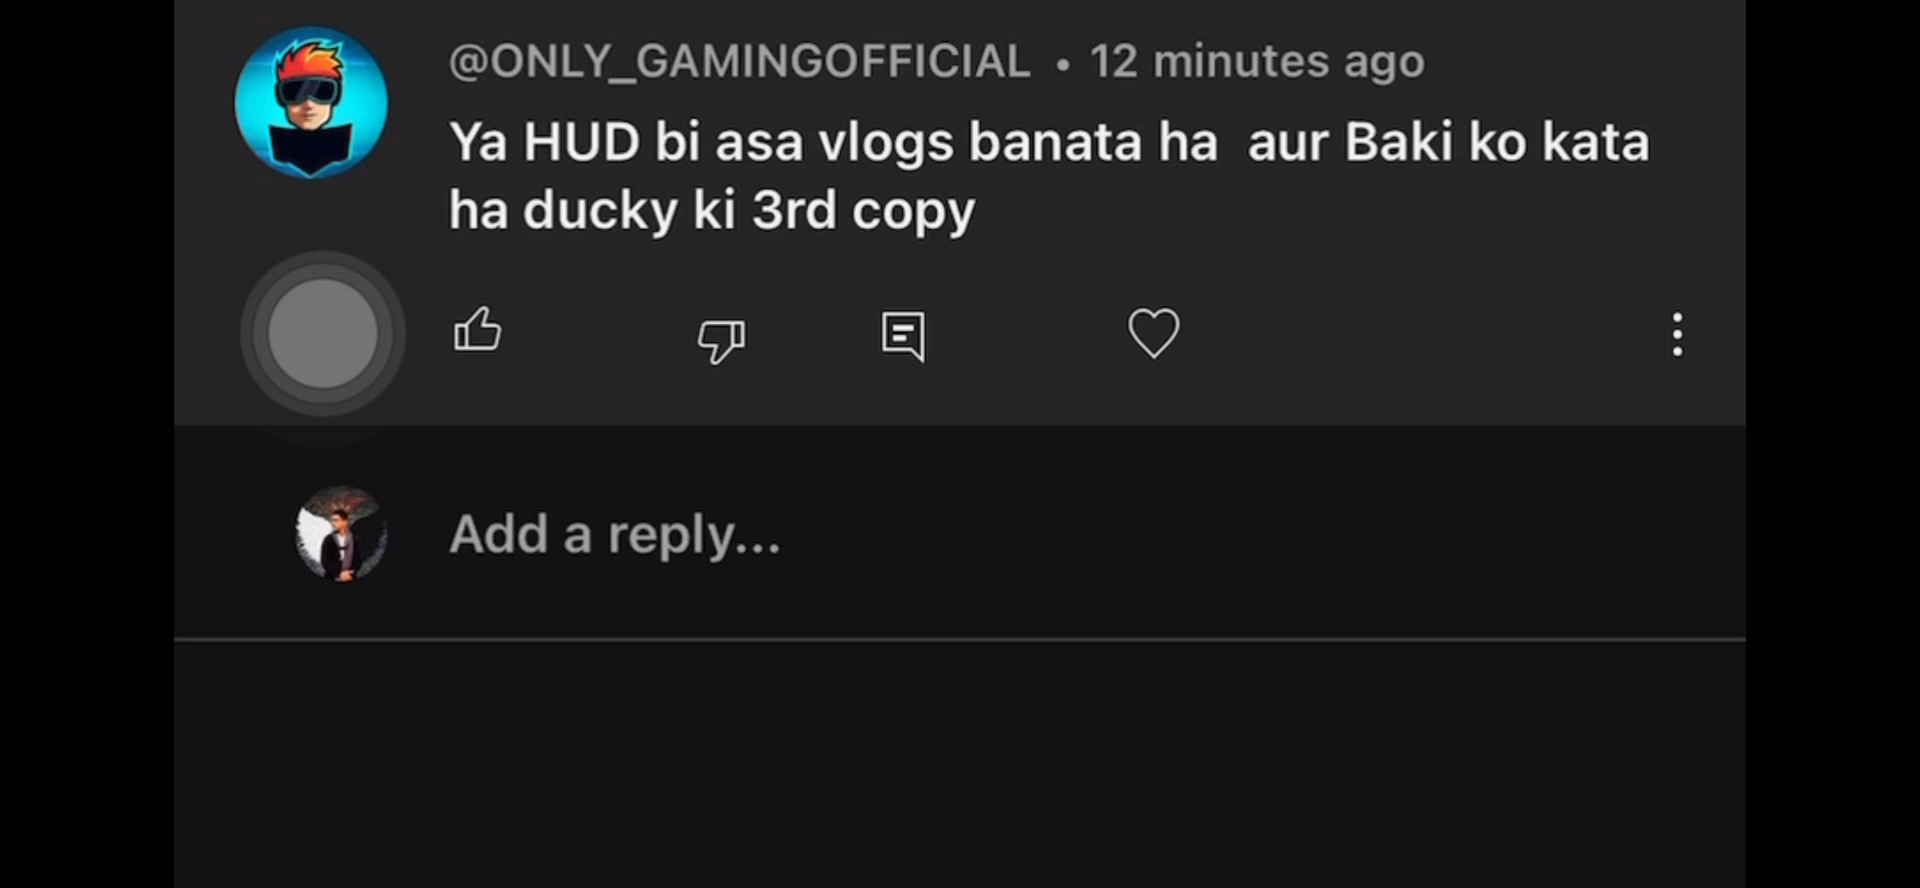 @ONLY_GAMINGOFFICIAL • 12 minutes ago
Ya HUD bi asa vlogs banata ha  aur Baki ko kata
ha ducky ki 3rd copy
Add a reply...